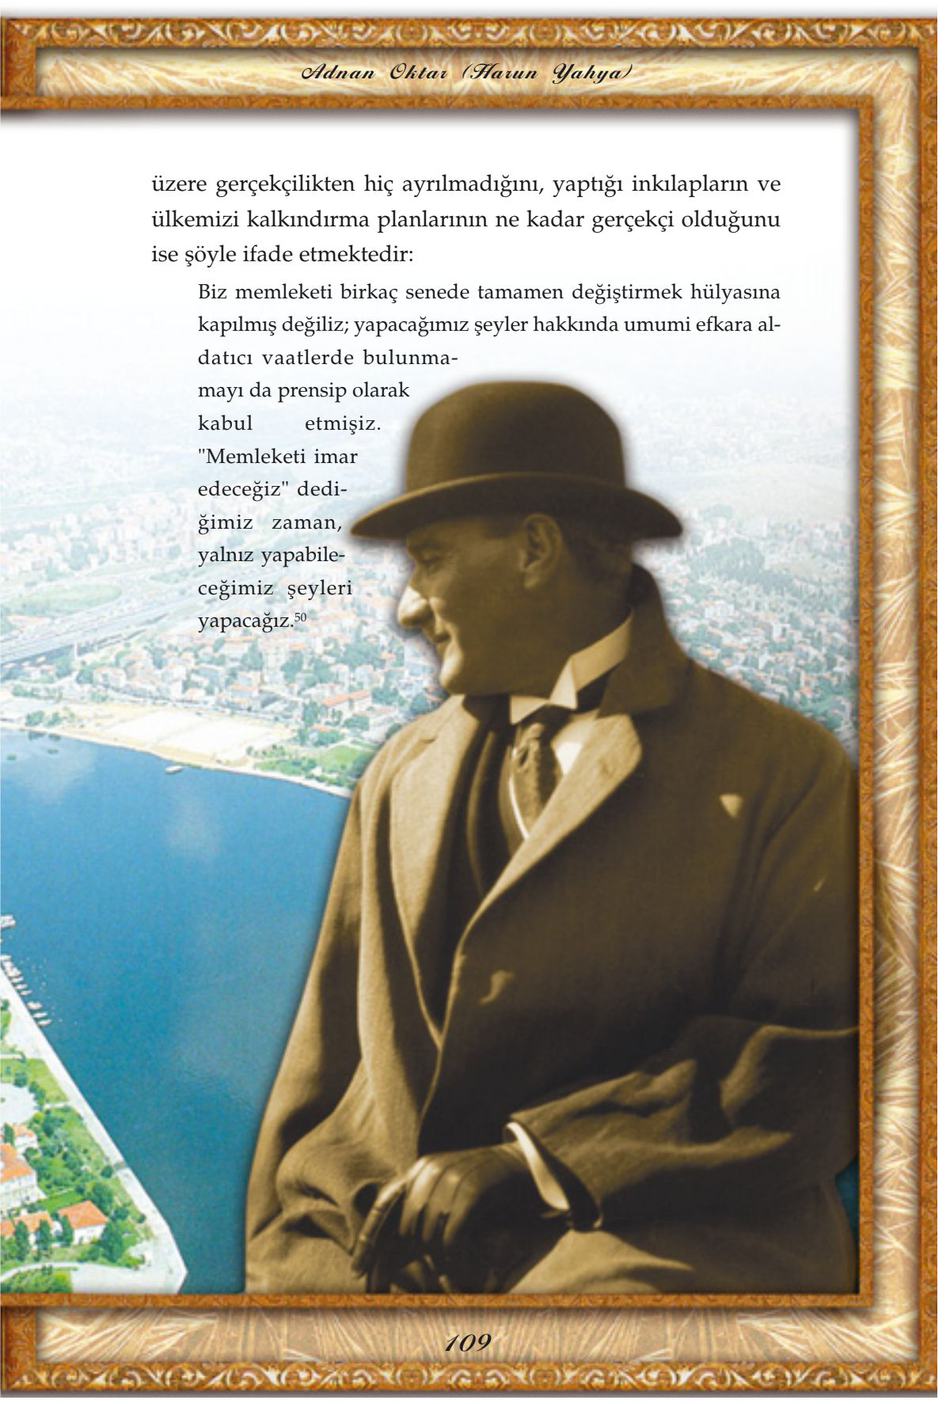 Adnan Oktar (Harun Yahya)
üzere gerçekçilikten hiç ayrılmadığını, yaptığı inkılapların ve
ülkemizi kalkındırma planlarının ne kadar gerçekçi olduğunu
ise şöyle ifade etmektedir:
Biz memleketi birkaç senede tamamen değiştirmek hülyasına
kapılmış değiliz; yapacağımız şeyler hakkında umumi efkara al-
datıcı vaatlerde bulunma-
mayı da prensip olarak
kabul etmişiz.
"Memleketi imar
edeceğiz" dedi-
ğimiz zaman,
yalnız yapabile-
ceğimiz şeyleri
yapacağız.50
109